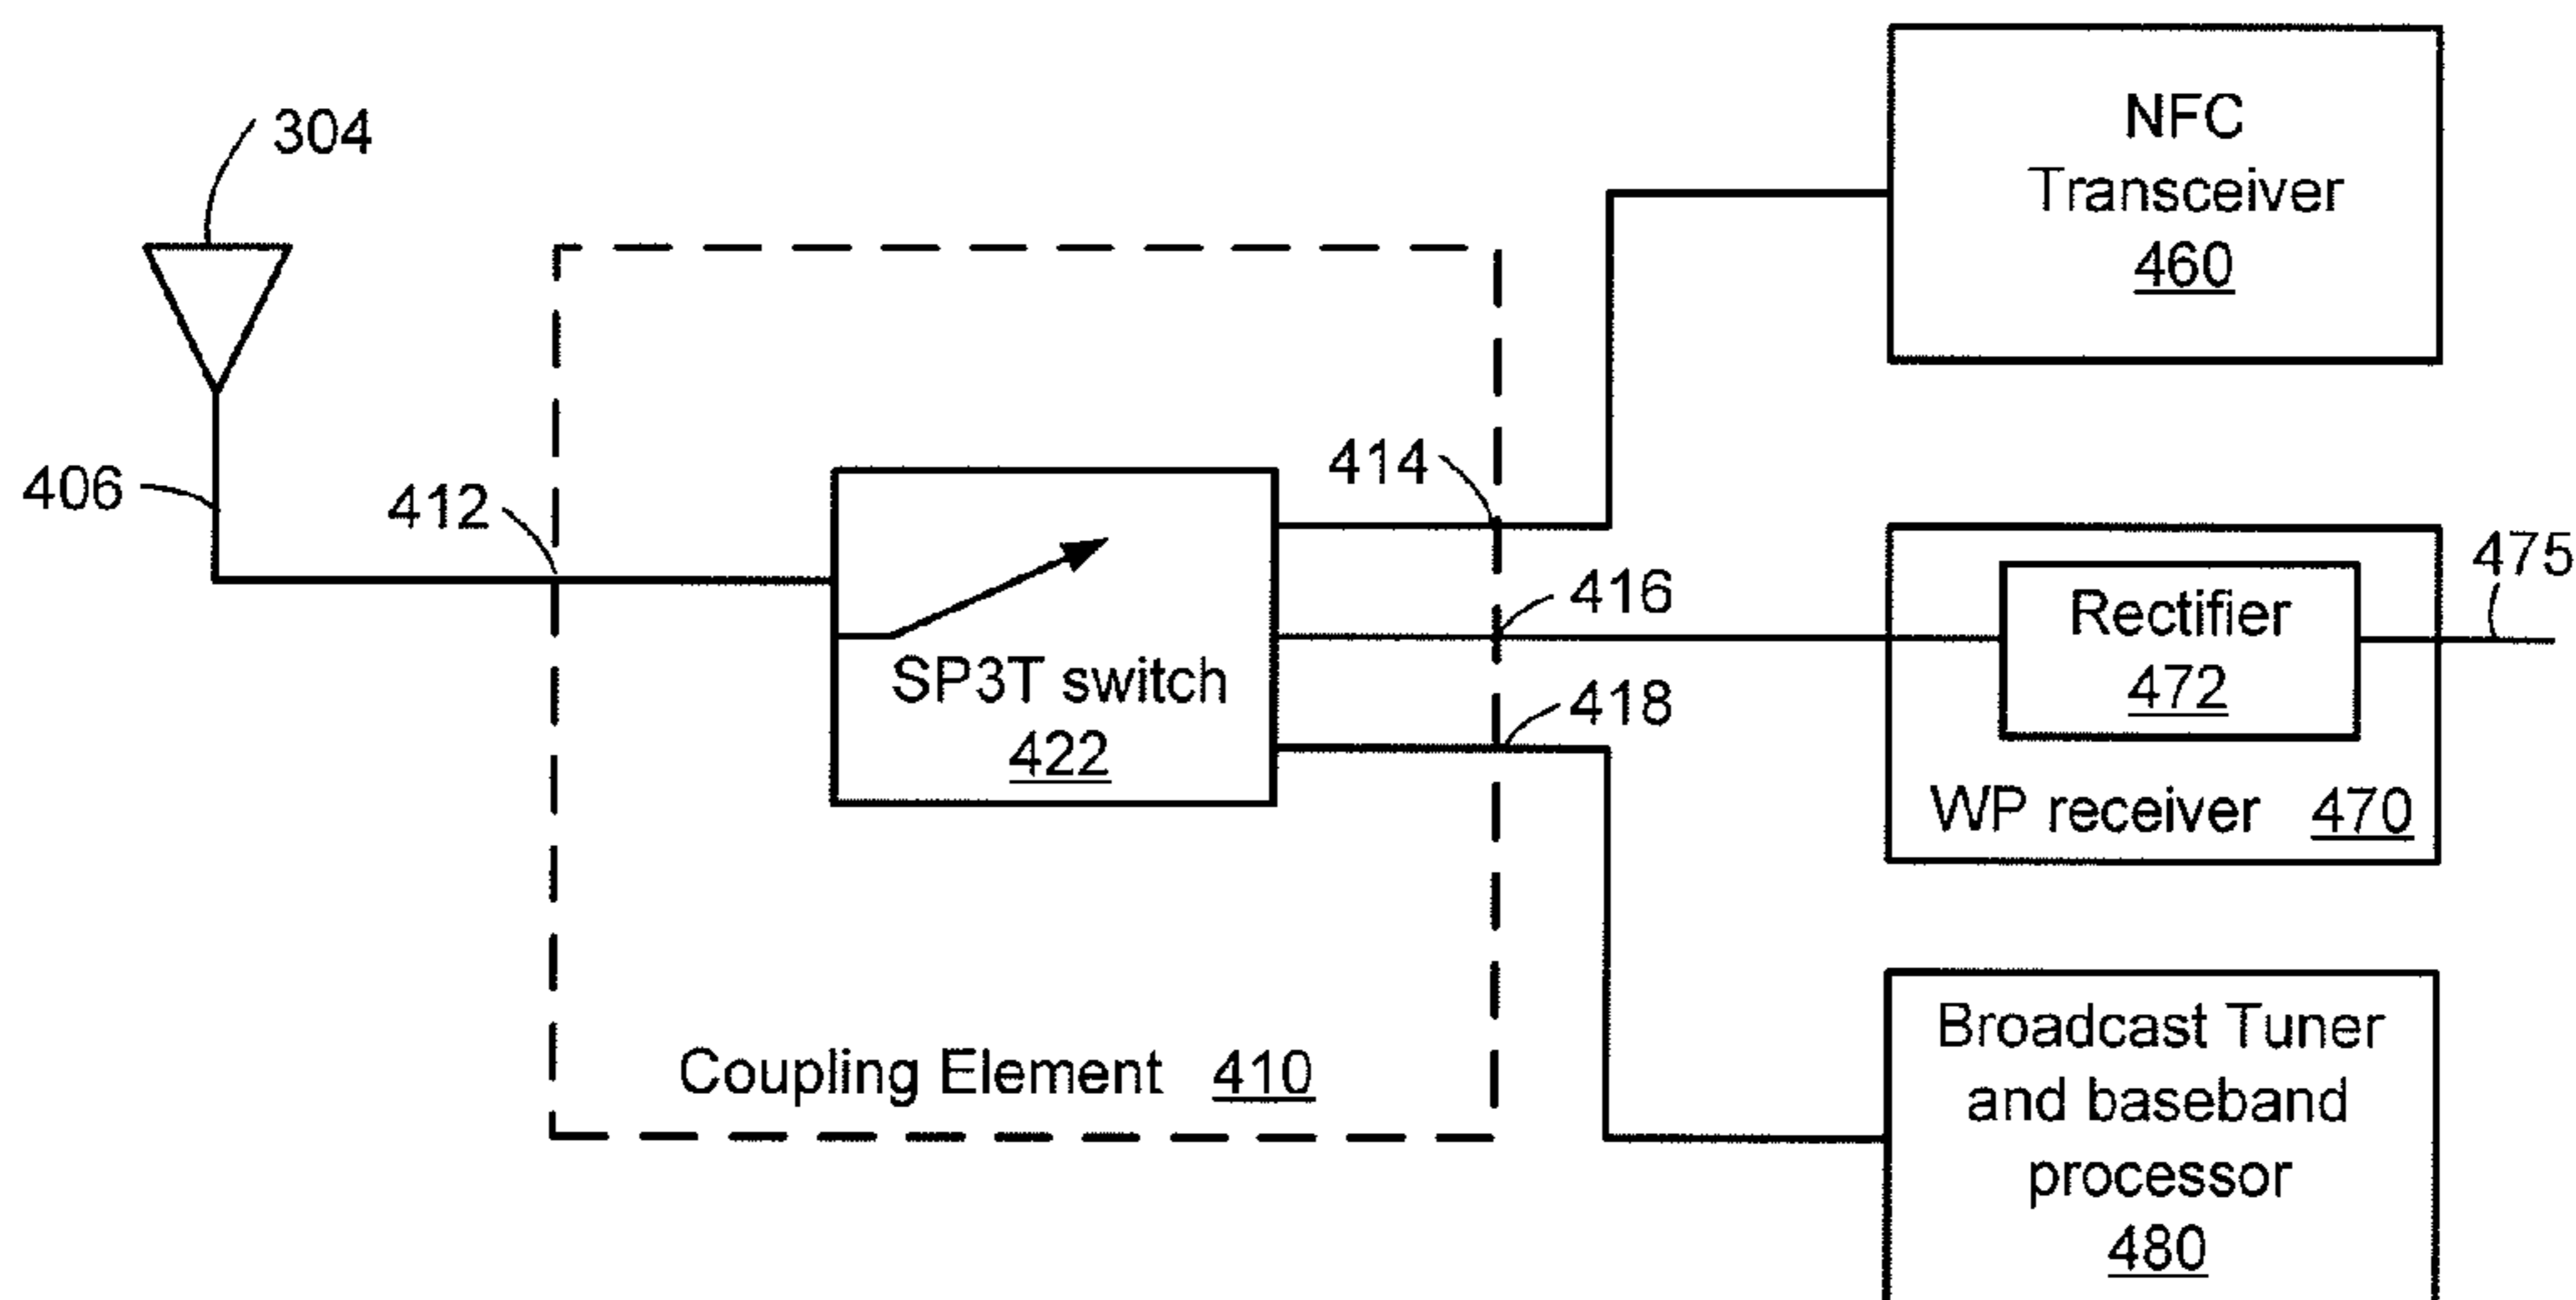 304
406
412
414
416
418
SP3T switch
422
Coupling Element 410
NFC
Transceiver
460
475
Rectifier
472
WP receiver 470
Broadcast Tuner
and baseband
processor
480